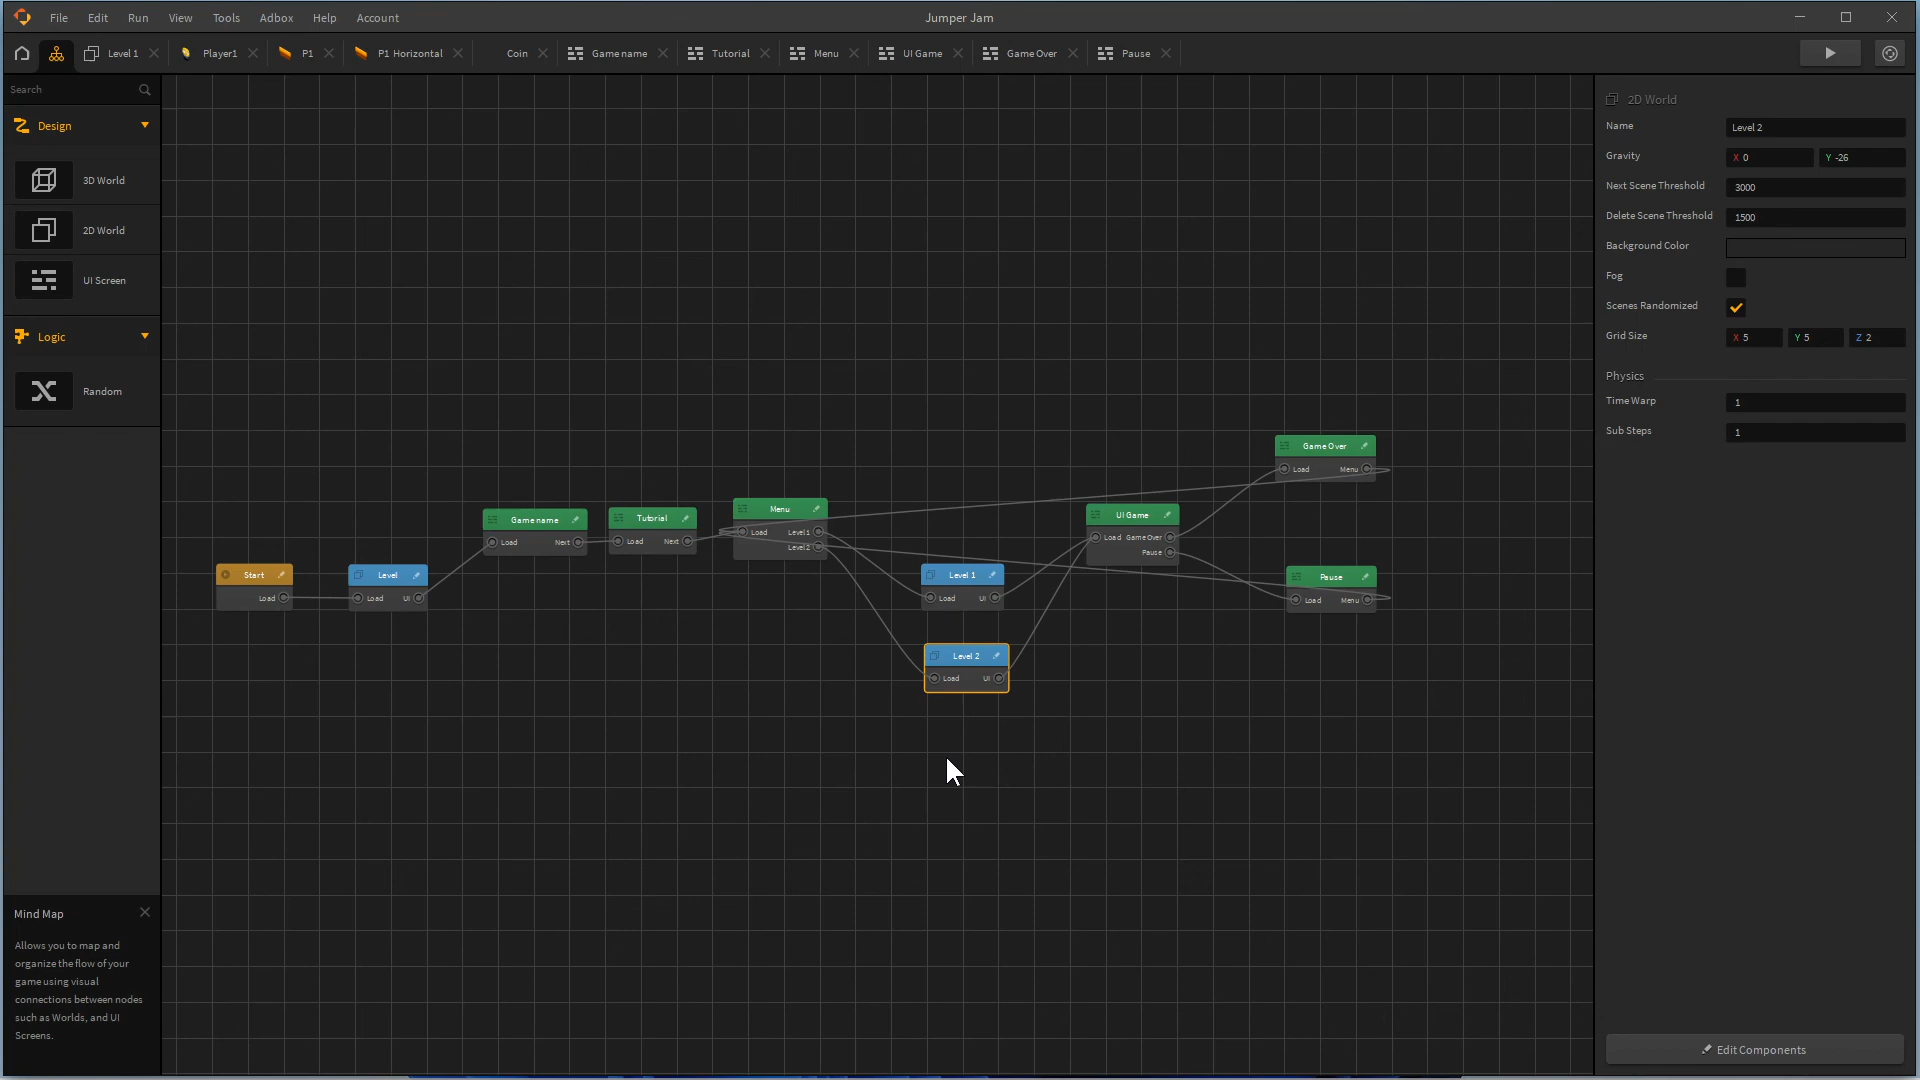 File Edit Run View Tools Adbox Help Account
Jumper Jam
Level 1
Player1
P1
P1 Horizontal
Coin
Game name
Tutorial
Menu
UI Game
Game Over
Pause
Search
Design
3D World
2D World
UI Screen
Logic
Random
Mind Map
Allows you to map and
organize the flow of your
game using visual
connections between nodes
such as Worlds, and UI
Screens.
Start
Load
Level
Load UI
Game name
Load Next
Tutorial
Load Next
Menu
Load Level 1
Level 2
Level 1
Load UI
Level 2
Load UI
UI Game
Load Game Over
Pause
Game Over
Load Menu
Pause
Load Menu
2D World
Name Level 2
Gravity X 0 Y -26
Next Scene Threshold 3000
Delete Scene Threshold 1500
Background Color
Fog
Scenes Randomized
Grid Size X 5 Y 5 Z 2
Physics
Time Warp 1
Sub Steps 1
Edit Components